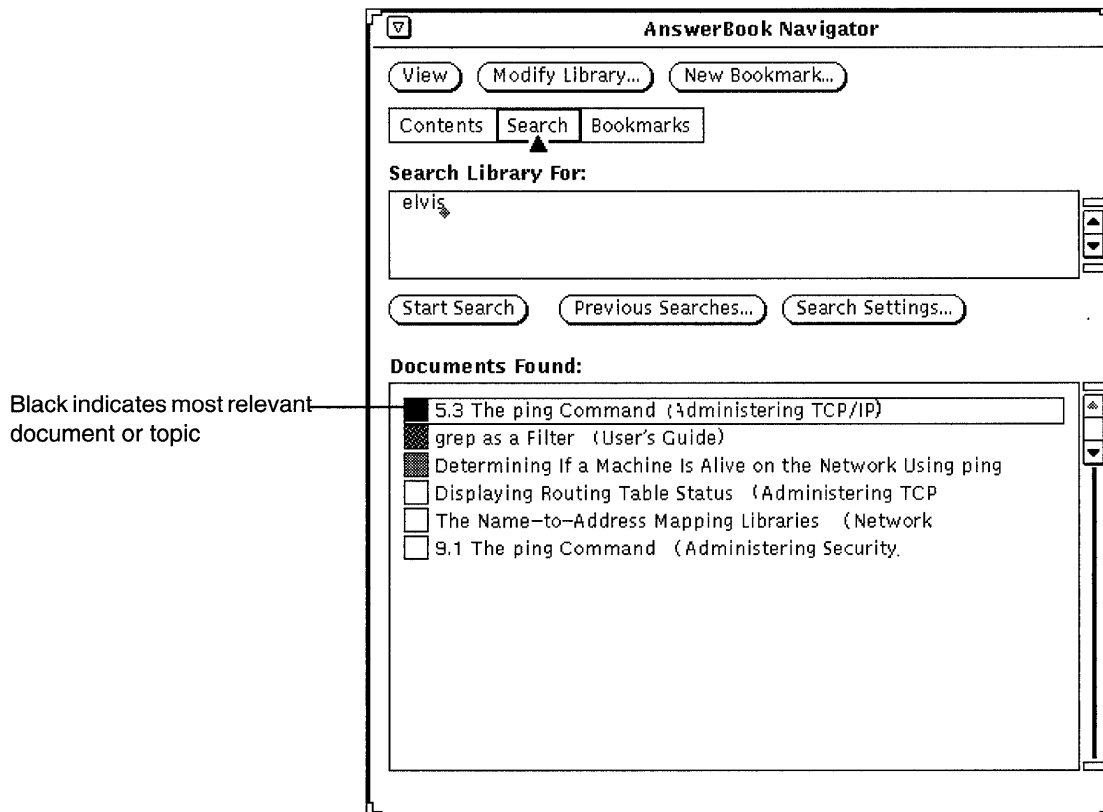 AnswerBook Navigator
View Modify Library... New Bookmark...
Contents Search Bookmarks
Search Library For:
elvis
Start Search Previous Searches... Search Settings...
Documents Found:
Black indicates most relevant
document or topic
5.3 The ping Command (Administering TCP/IP)
grep as a Filter (User's Guide)
Determining If a Machine Is Alive on the Network Using ping
Displaying Routing Table Status (Administering TCP
The Name-to-Address Mapping Libraries (Network
9.1 The ping Command (Administering Security.